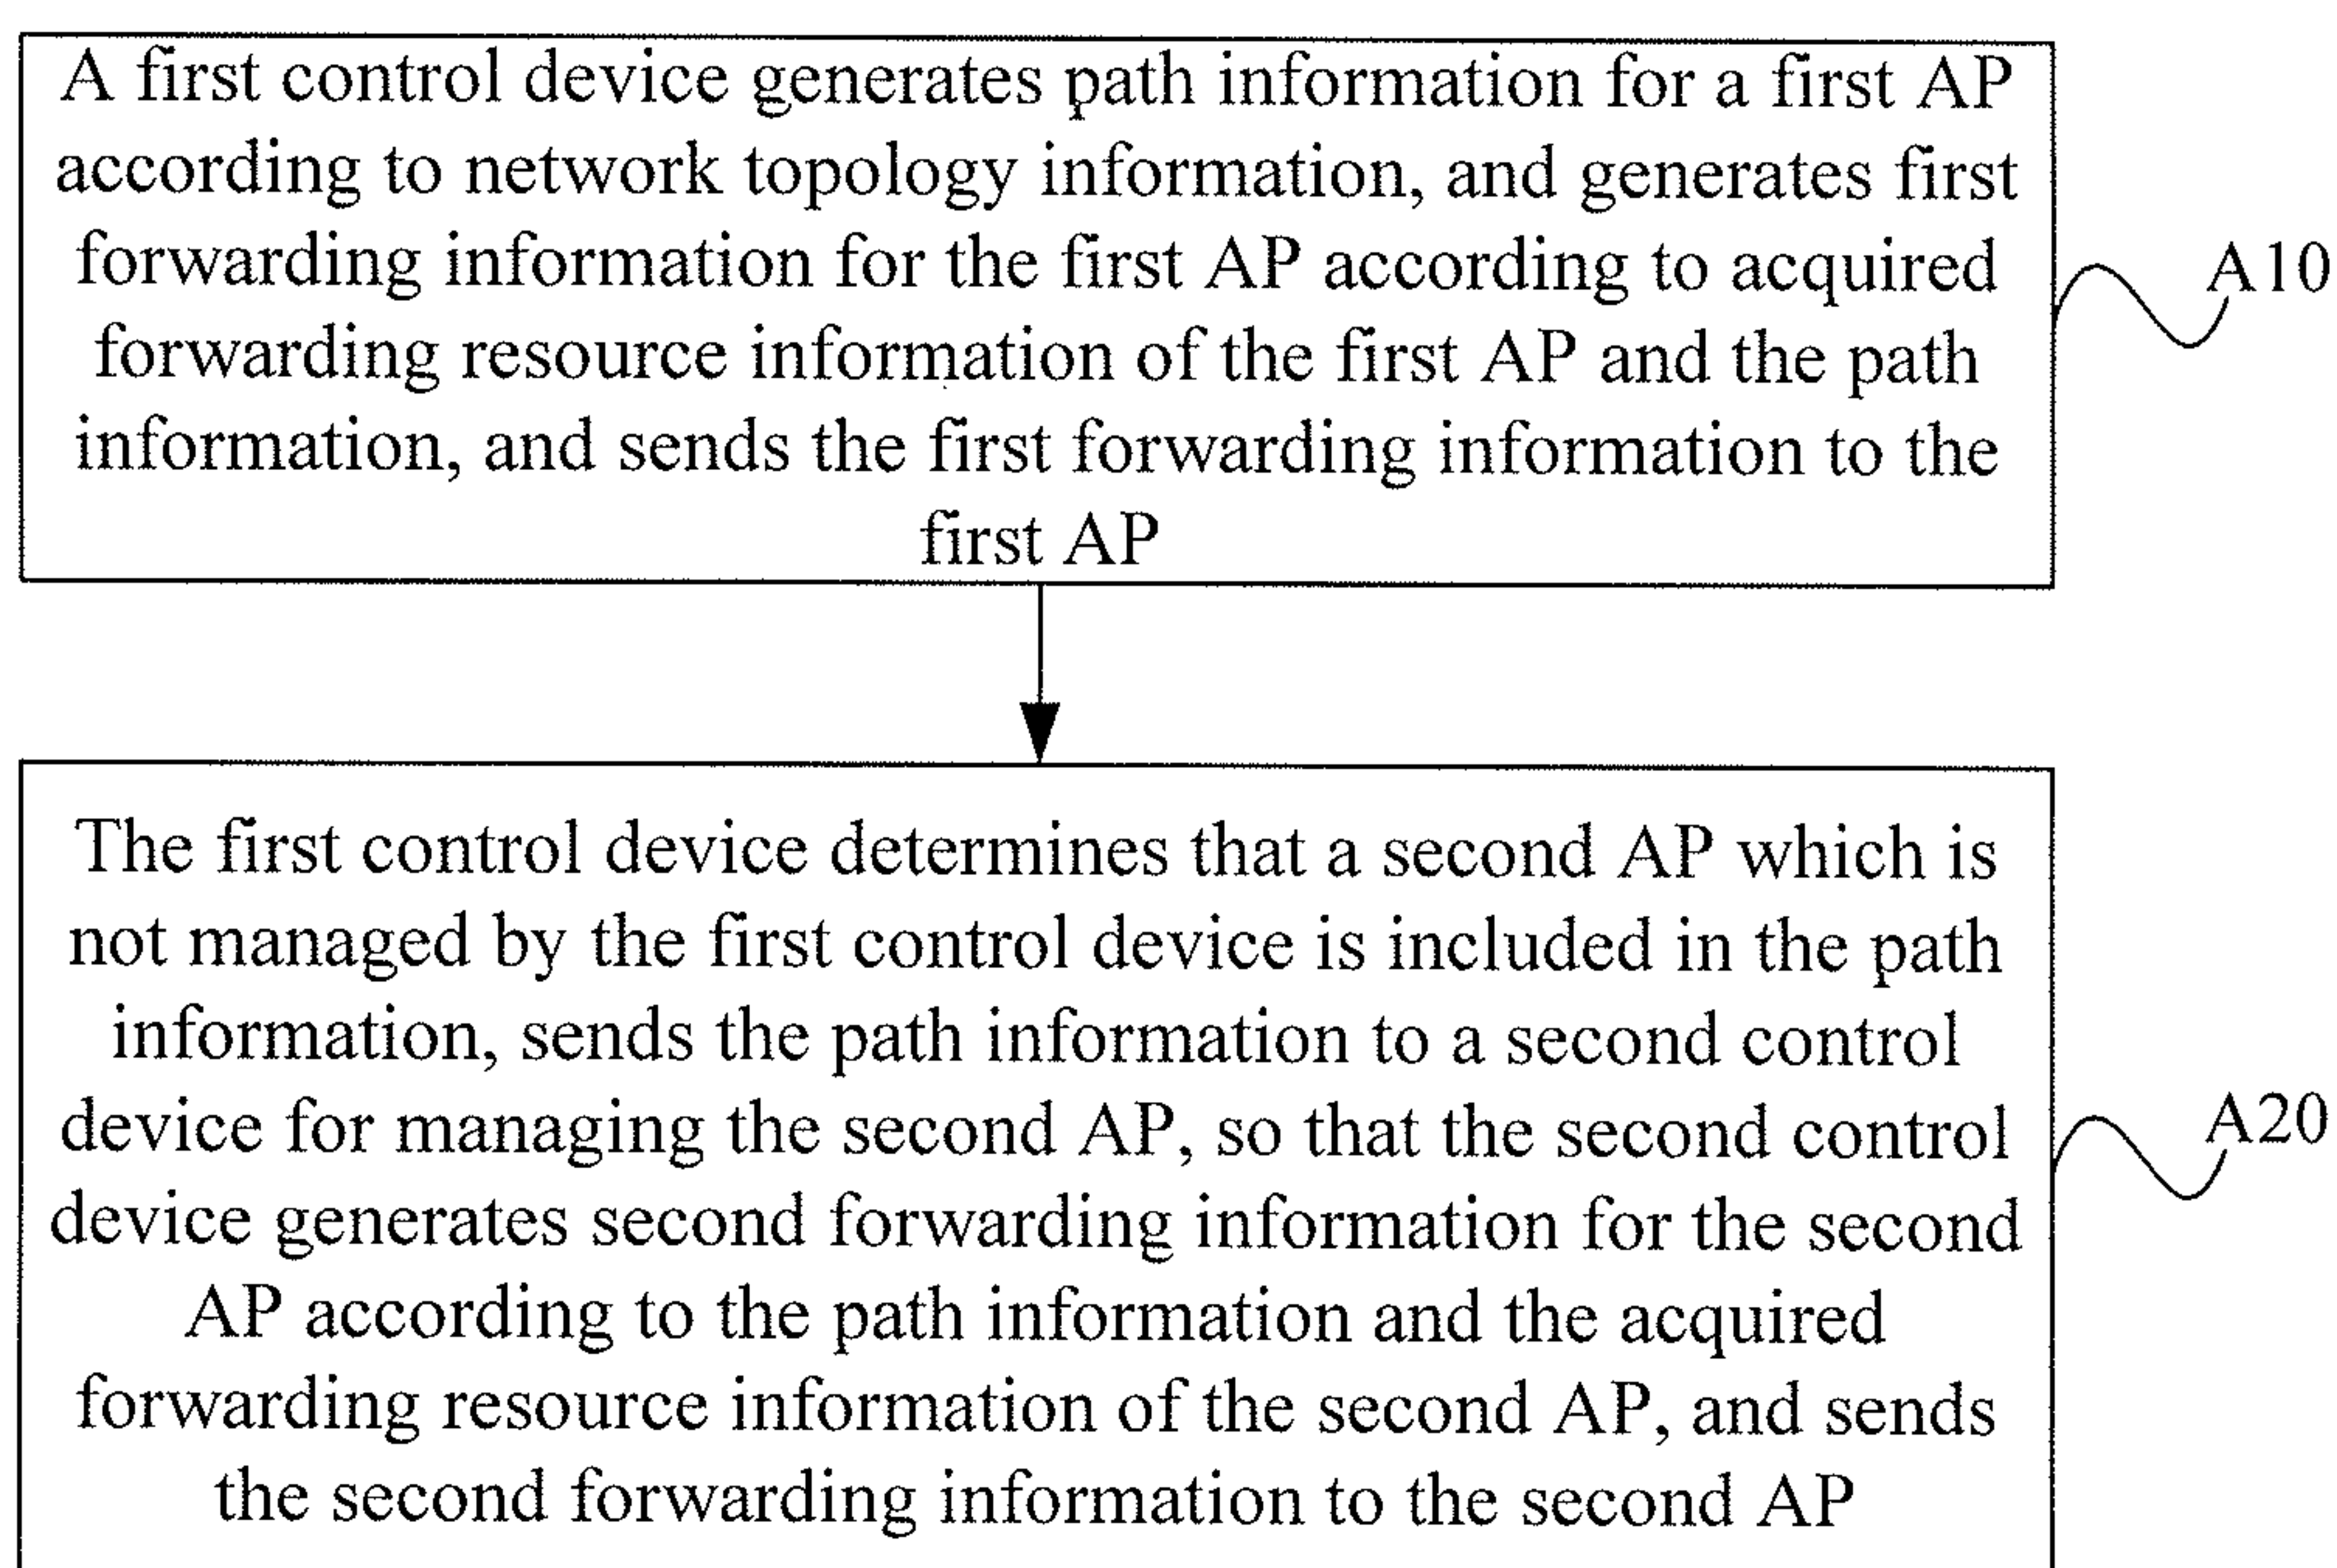 A first control device generates path information for a first AP
according to network topology information, and generates first
forwarding information for the first AP according to acquired
forwarding resource information of the first AP and the path
information, and sends the first forwarding information to the
first AP
A10
The first control device determines that a second AP which is
not managed by the first control device is included in the path
information, sends the path information to a second control
device for managing the second AP, so that the second control
device generates second forwarding information for the second
AP according to the path information and the acquired
forwarding resource information of the second AP, and sends
the second forwarding information to the second AP
A20